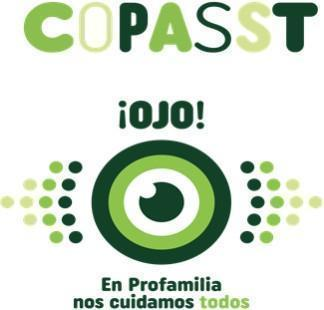 COPASST
¡OJO!
En Profamilia
nos cuidamos todos